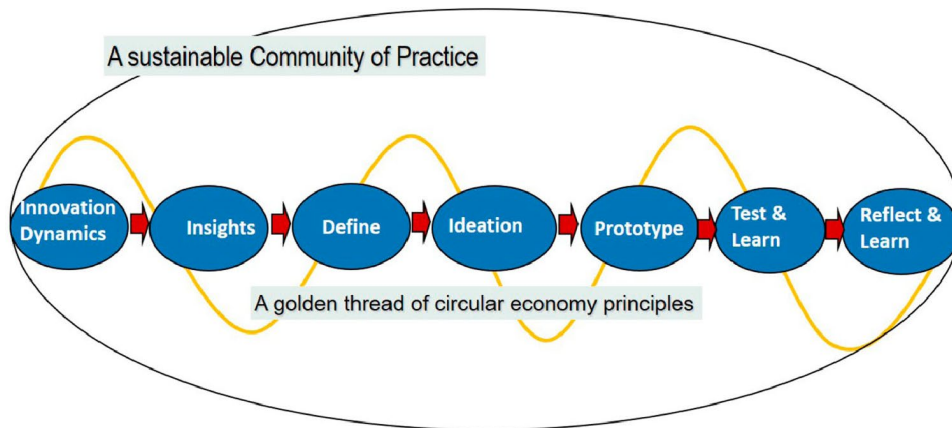 A sustainable Community of Practice
Innovation
Dynamics
Insights
Define
Ideation
Prototype
Test &
Learn
Reflect &
Learn
A golden thread of circular economy principles